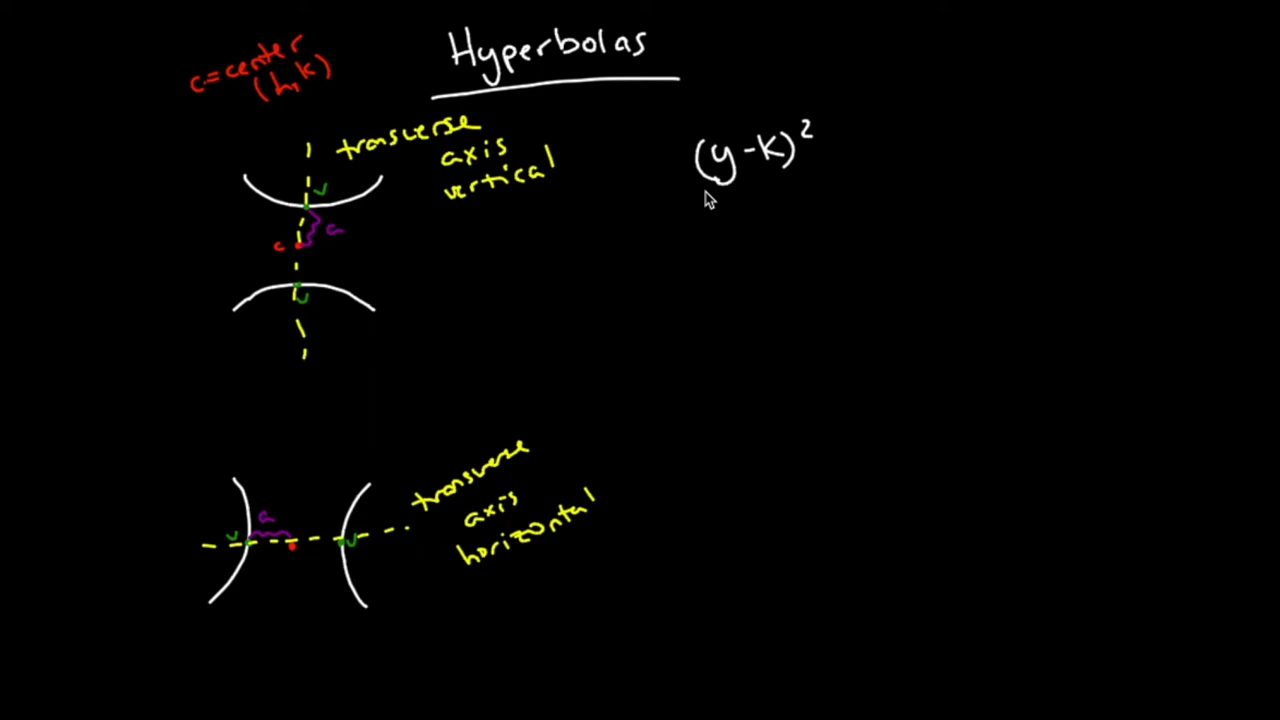 Hyperbolas
c = center
(h, k)
transverse
axis
vertical
(y - k)²
v
a
c
v
transverse
axis
horizontal
a
v
v